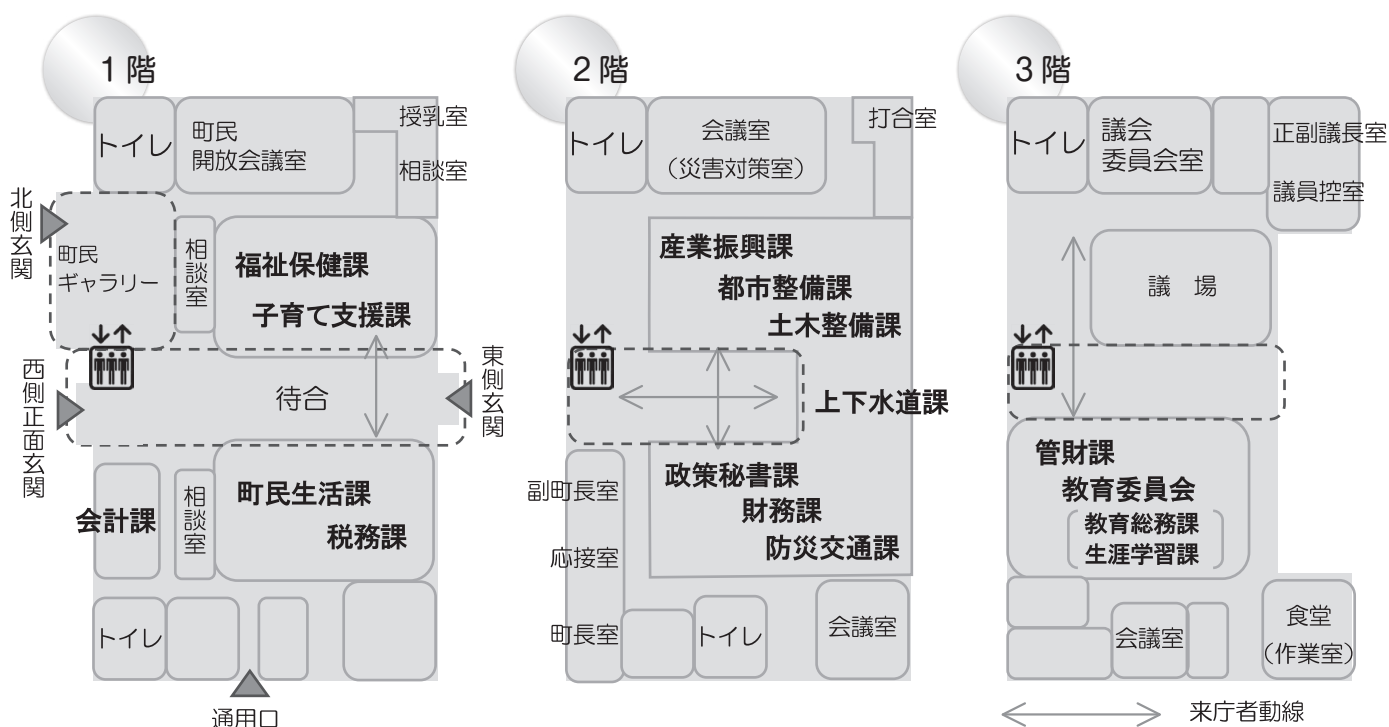 1階
授乳室
トイレ
町民
開放会議室
相談室
北側玄関
町民
ギャラリー
相談室
福祉保健課
子育て支援課
西側正面玄関
待合
東側玄関
会計課
相談室
町民生活課
税務課
トイレ
通用口
2階
トイレ
会議室
(災害対策室)
打合室
産業振興課
都市整備課
土木整備課
上下水道課
政策秘書課
財務課
防災交通課
副町長室
応接室
町長室
トイレ
会議室
3階
トイレ
議会
委員会室
正副議長室
議員控室
議 場
管財課
教育委員会
教育総務課
生涯学習課
会議室
食堂
(作業室)
来庁者動線